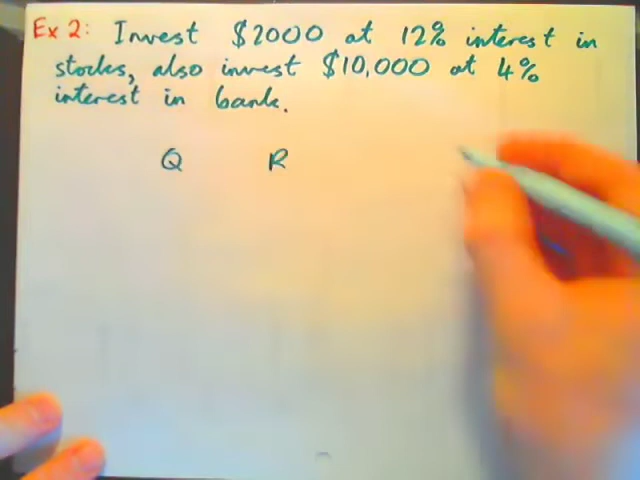 Ex 2: Invest $2000 at 12% interest in
stocks, also invest $10,000 at 4%
interest in bank.
Q R